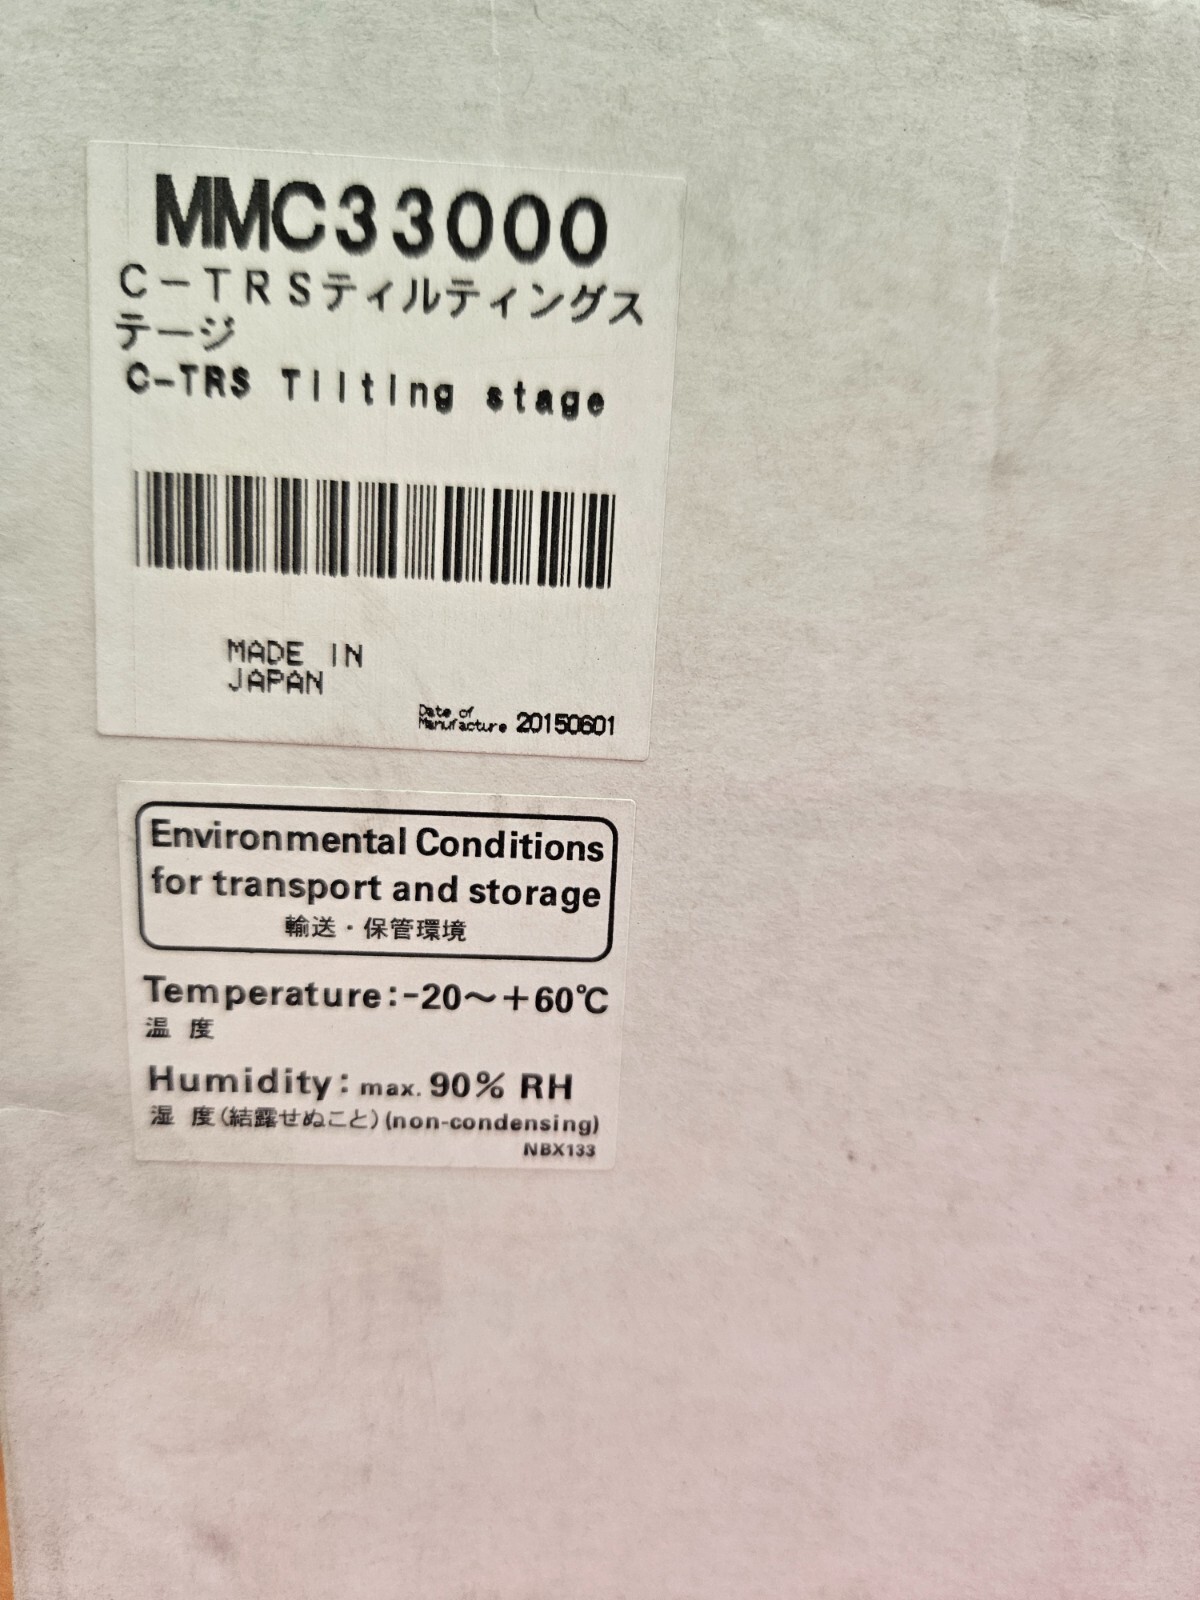 MMC33000
C－TRSティルティングス
テージ
C-TRS Tilting stage
MADE IN
JAPAN
Date of
Manufacture 20150601
Environmental Conditions
for transport and storage
輸送・保管環境
Temperature:-20〜+60℃
温 度
Humidity: max. 90% RH
湿 度(結露せぬこと)(non-condensing)
NBX133